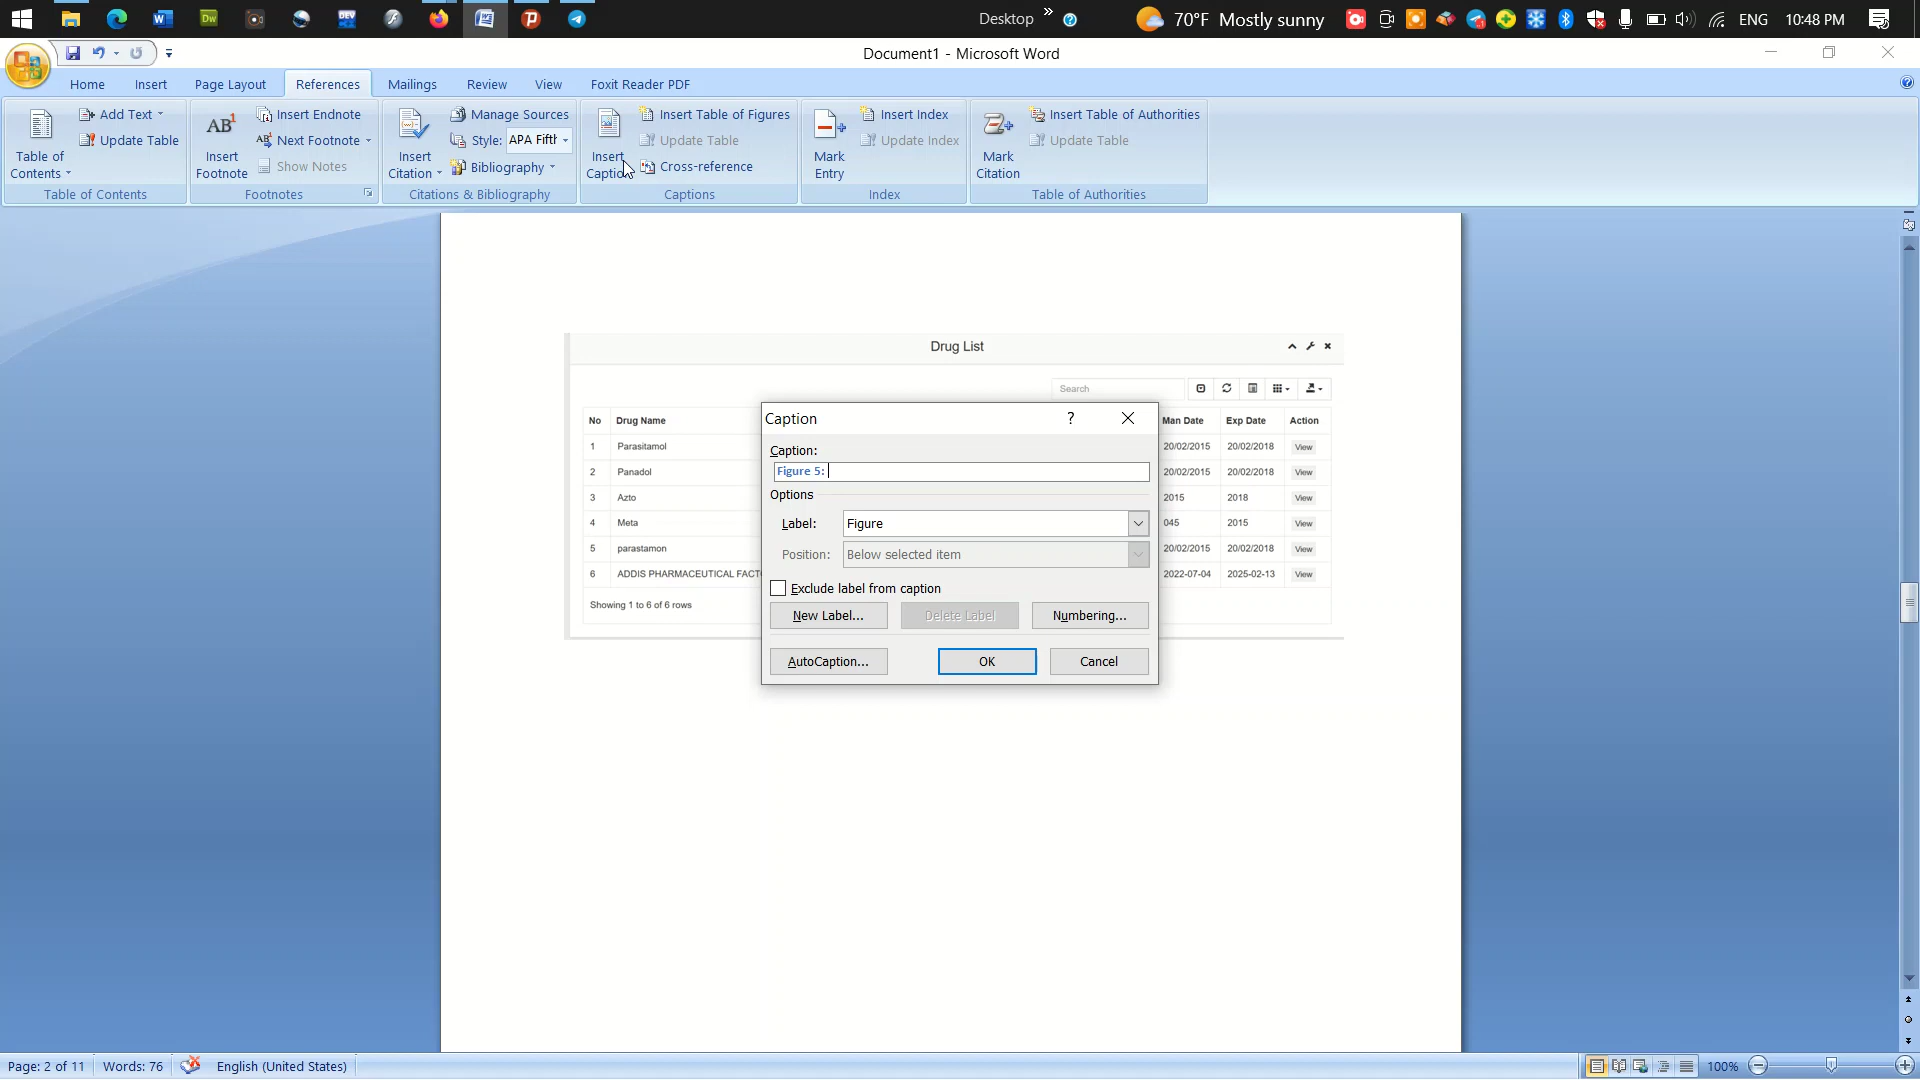 Desktop » 70°F Mostly sunny ENG 10:48 PM
Document1 - Microsoft Word
Home Insert Page Layout References Mailings Review View Foxit Reader PDF
Table of Contents
Add Text
Update Table
Table of Contents
AB¹ Insert Footnote
Insert Endnote
AB¹ Next Footnote
Show Notes
Footnotes
Insert Citation
Manage Sources
Style: APA Fifth
Bibliography
Citations & Bibliography
Insert Caption
Insert Table of Figures
Update Table
Cross-reference
Captions
Mark Entry
Insert Index
Update Index
Index
Mark Citation
Insert Table of Authorities
Update Table
Table of Authorities
Drug List
Search
No Drug Name Man Date Exp Date Action
1 Parasitamol 20/02/2015 20/02/2018 View
2 Panadol 20/02/2015 20/02/2018 View
3 Azto 2015 2018 View
4 Meta 045 2015 View
5 parastamon 20/02/2015 20/02/2018 View
6 ADDIS PHARMACEUTICAL FACT 2022-07-04 2025-02-13 View
Showing 1 to 6 of 6 rows
Caption ?
Caption:
Figure 5:
Options
Label: Figure
Position: Below selected item
Exclude label from caption
New Label... Delete Label Numbering...
AutoCaption... OK Cancel
Page: 2 of 11 Words: 76 English (United States) 100%